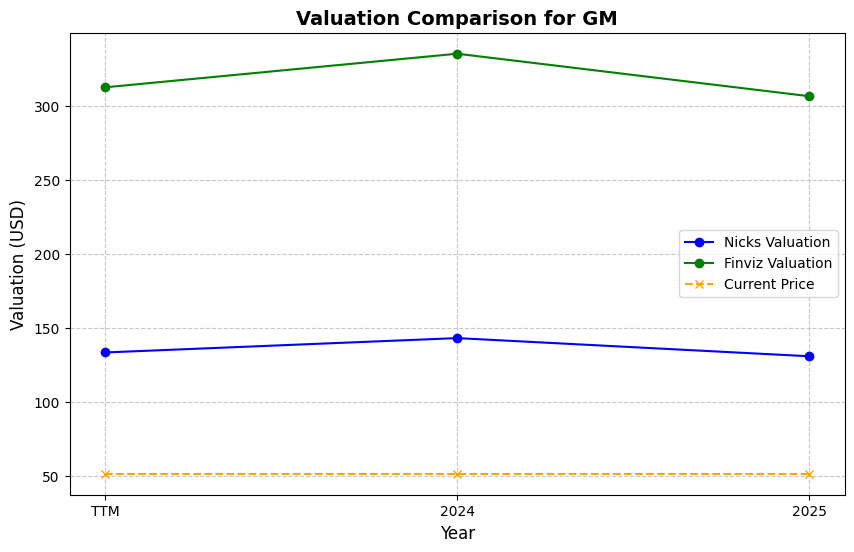 Valuation Comparison for GM
Valuation (USD)
300
250
200
150
100
50
Nicks Valuation
Finviz Valuation
Current Price
TTM
2024
2025
Year